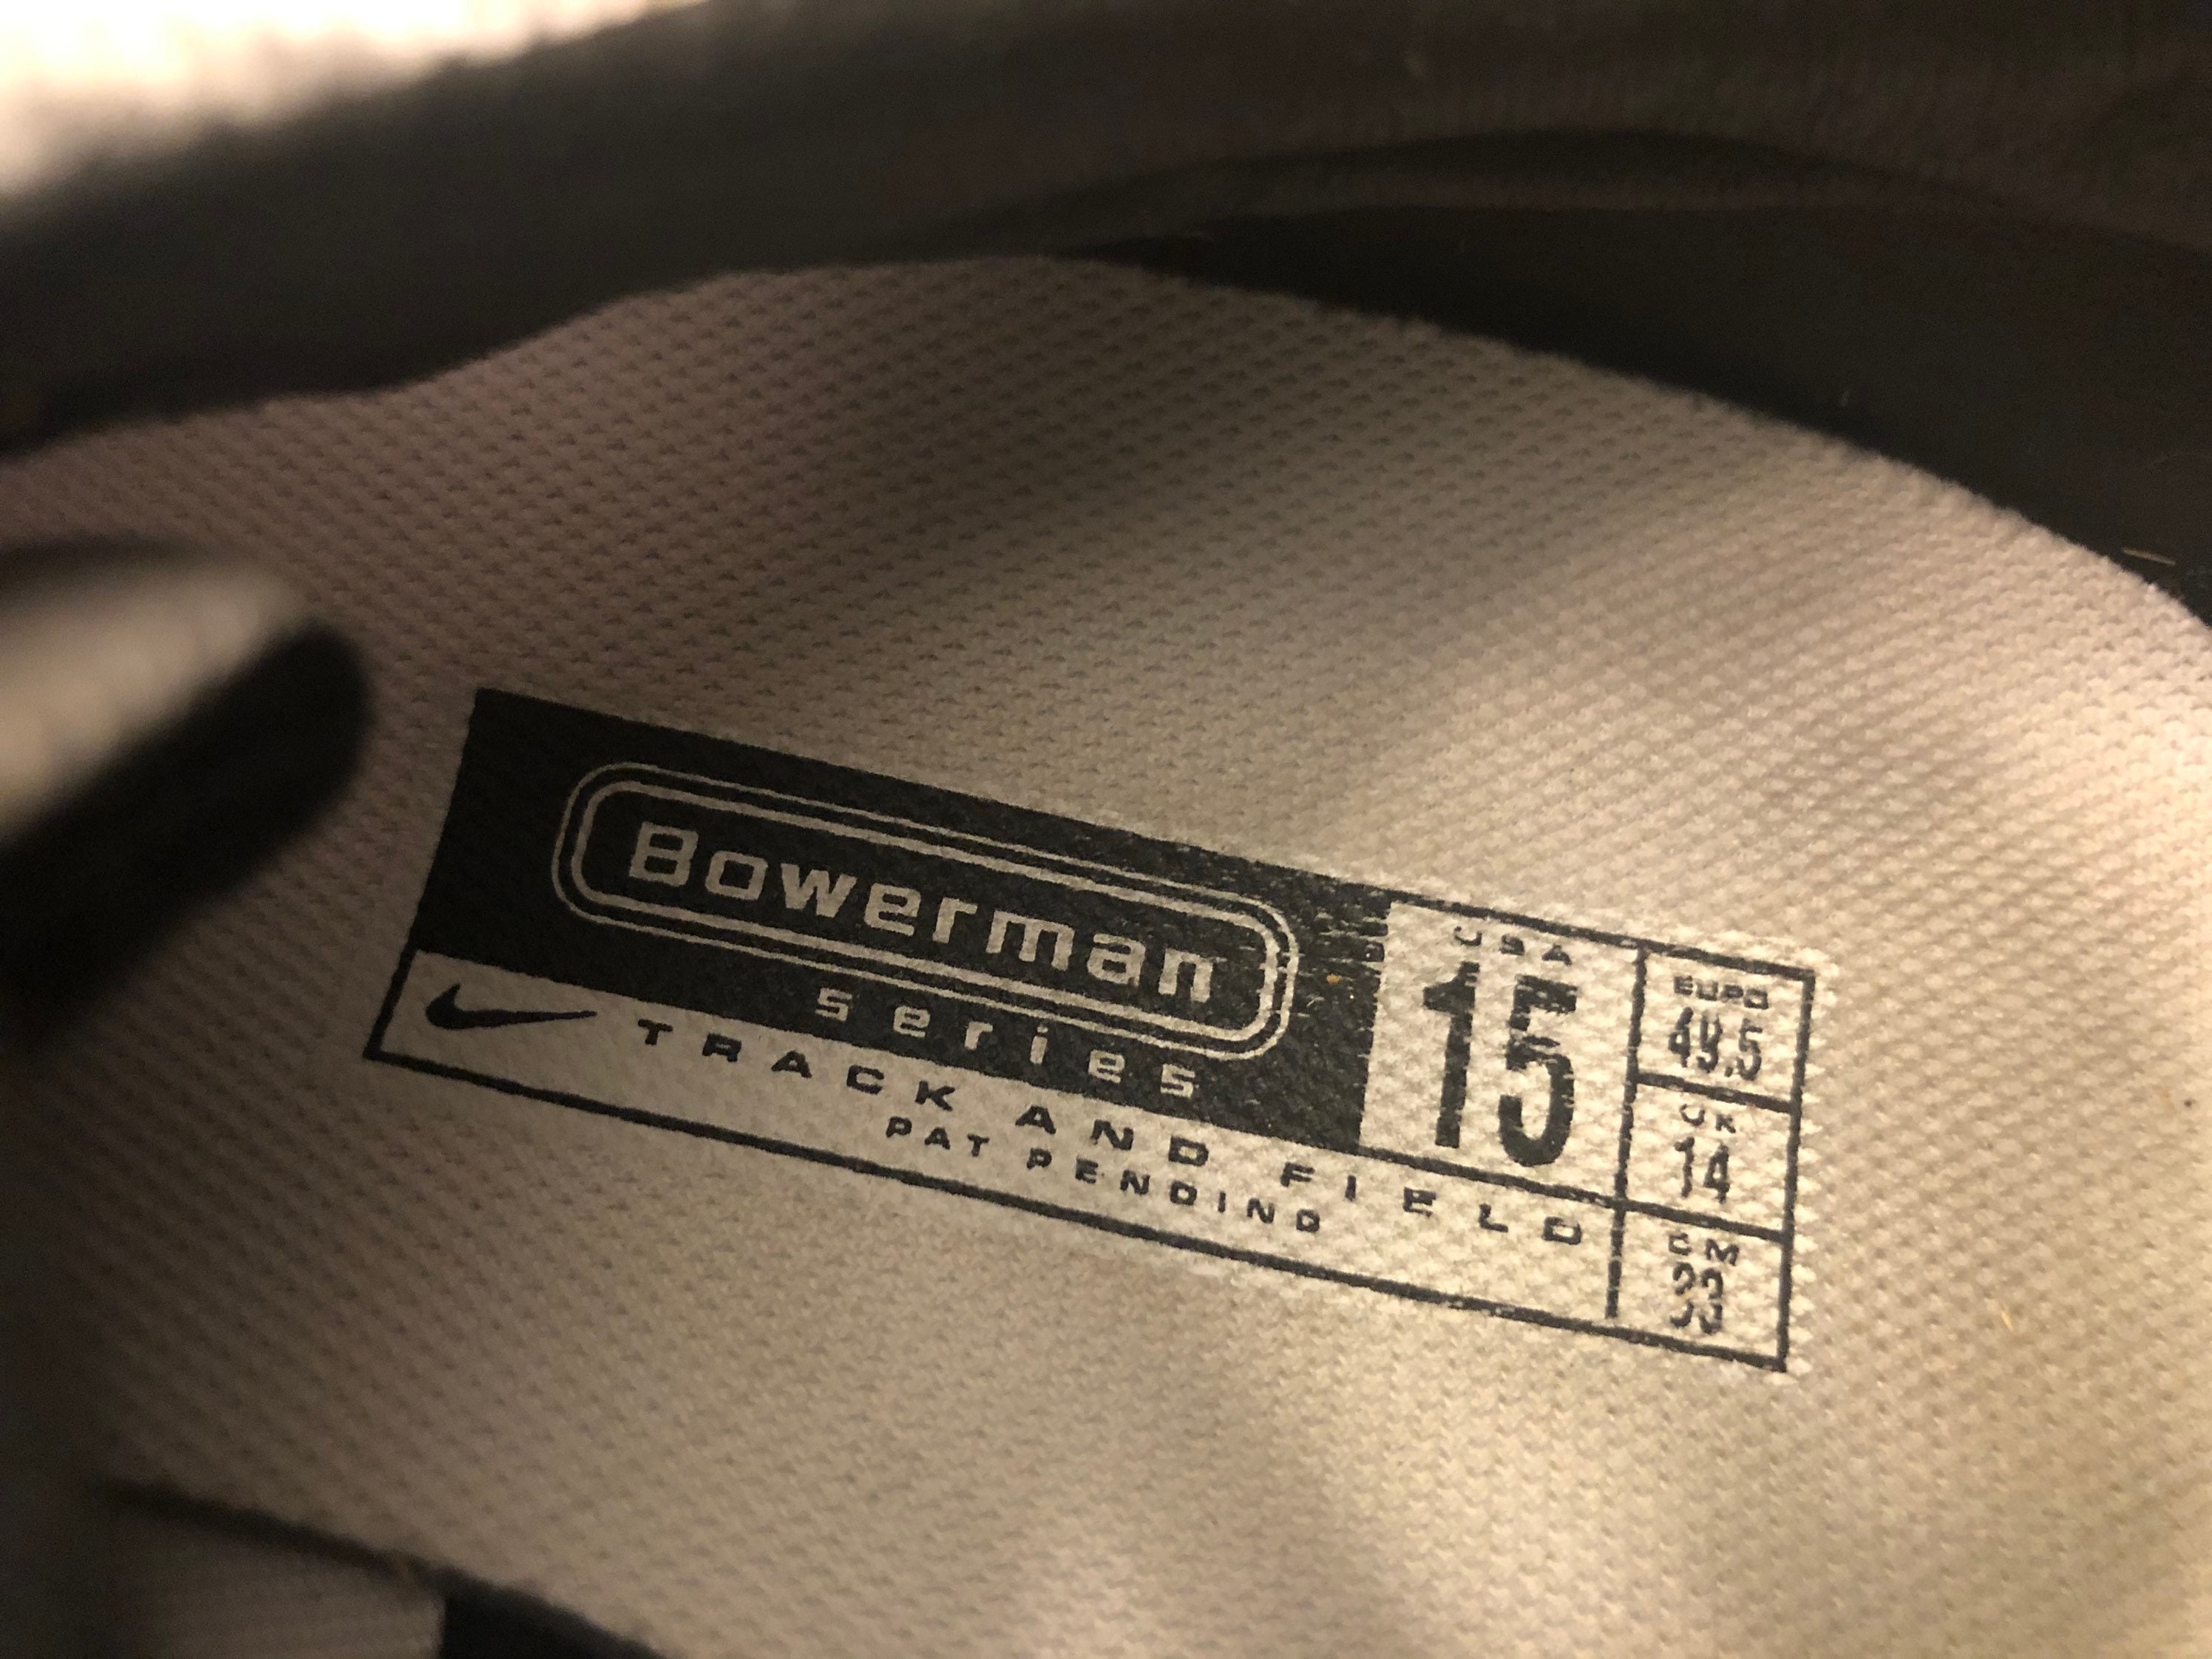 Bowerman
series
TRACK AND FIELD
PAT PENDING
USA
15
EURO
49.5
UK
14
CM
33